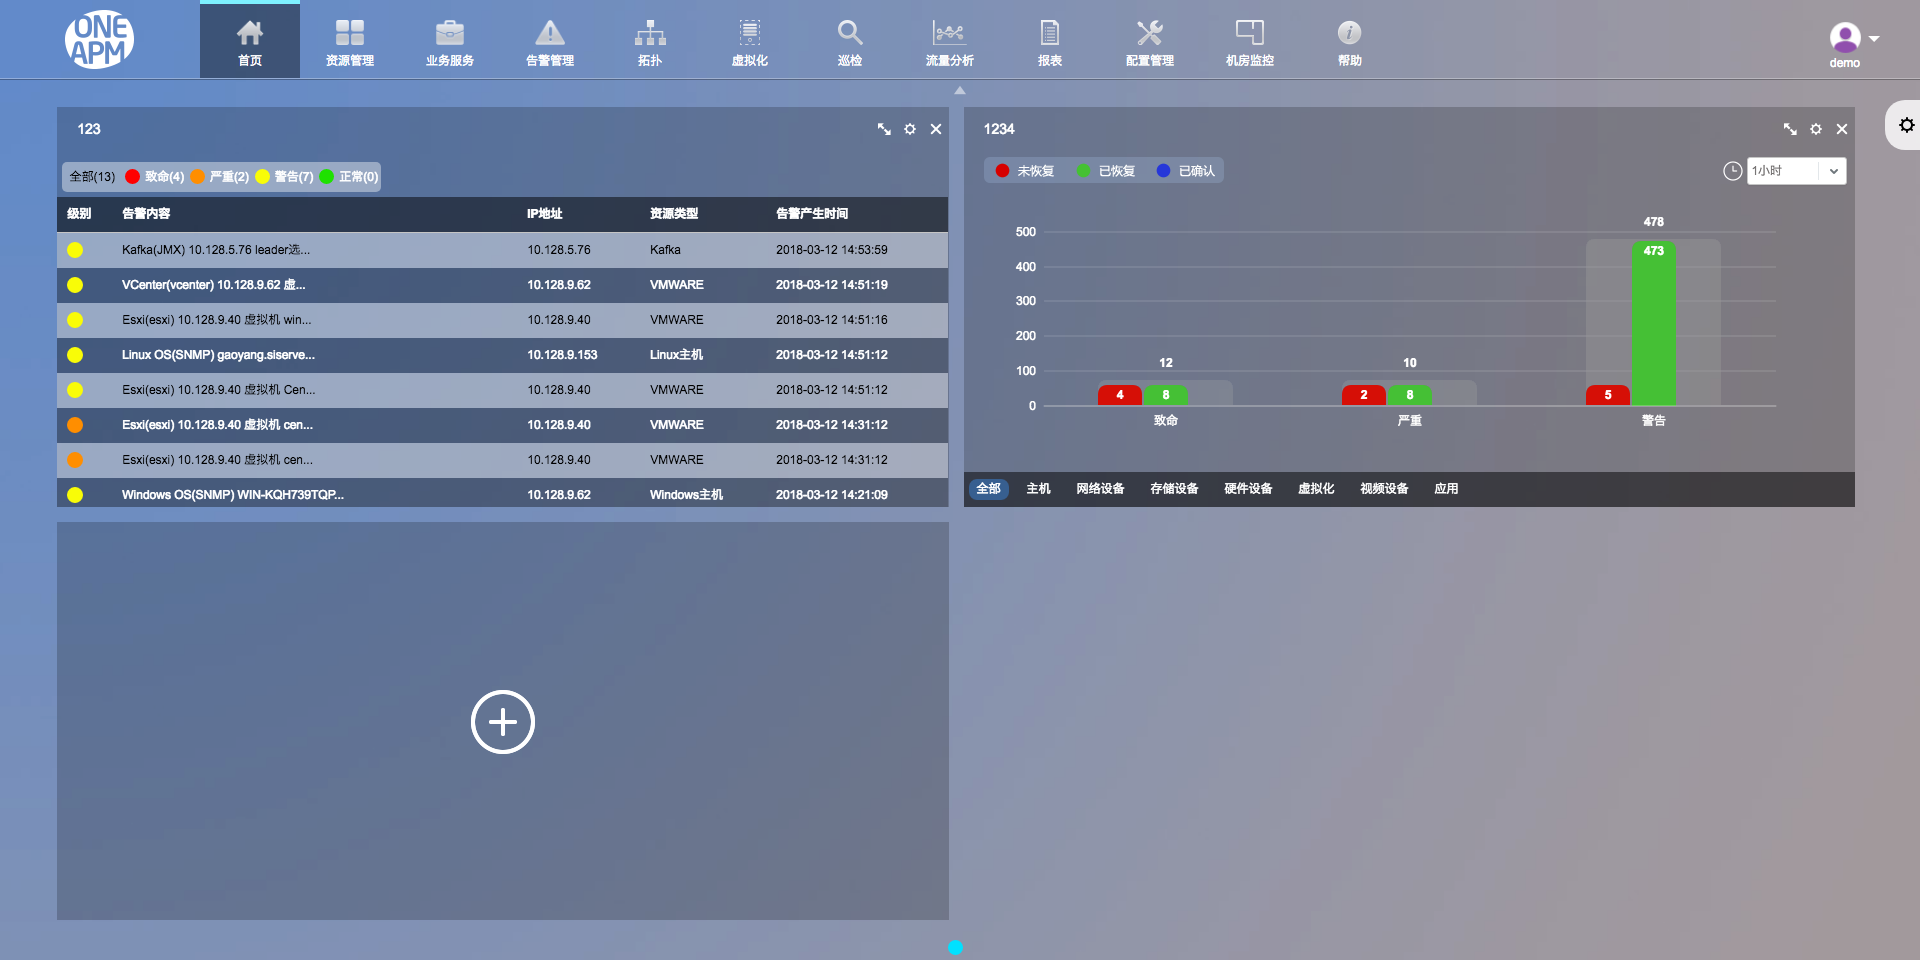 ONE
APM
首页
资源管理
业务服务
告警管理
拓扑
虚拟化
巡检
流量分析
报表
配置管理
机房监控
帮助
demo
123
全部(13) 致命(4) 严重(2) 警告(7) 正常(0)
级别 告警内容 IP地址 资源类型 告警产生时间
Kafka(JMX) 10.128.5.76 leader选... 10.128.5.76 Kafka 2018-03-12 14:53:59
VCenter(vcenter) 10.128.9.62 虚... 10.128.9.62 VMWARE 2018-03-12 14:51:19
Esxi(esxi) 10.128.9.40 虚拟机 win... 10.128.9.40 VMWARE 2018-03-12 14:51:16
Linux OS(SNMP) gaoyang.siserve... 10.128.9.153 Linux主机 2018-03-12 14:51:12
Esxi(esxi) 10.128.9.40 虚拟机 Cen... 10.128.9.40 VMWARE 2018-03-12 14:51:12
Esxi(esxi) 10.128.9.40 虚拟机 cen... 10.128.9.40 VMWARE 2018-03-12 14:31:12
Esxi(esxi) 10.128.9.40 虚拟机 cen... 10.128.9.40 VMWARE 2018-03-12 14:31:12
Windows OS(SNMP) WIN-KQH739TQP... 10.128.9.62 Windows主机 2018-03-12 14:21:09
1234
未恢复 已恢复 已确认
1小时
478
500
473
400
300
200
12 10
100
4 8 2 8 5
0
致命 严重 警告
全部 主机 网络设备 存储设备 硬件设备 虚拟化 视频设备 应用